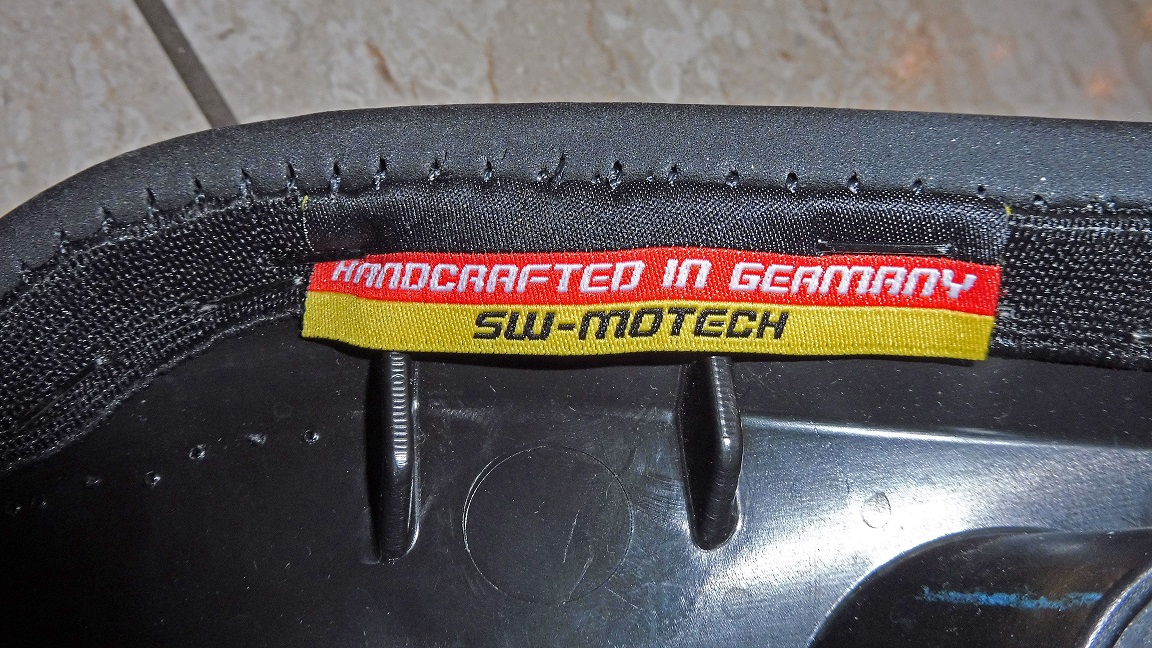 HANDCRAFTED IN GERMANY
SW-MOTECH